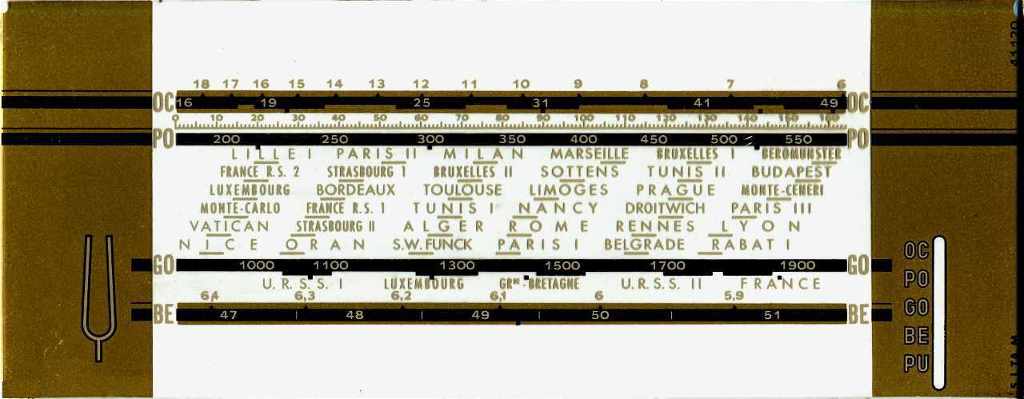 18 17 16 15 14 13 12 11 10 9 8 7 6
OC 16 19 25 31 41 49 OC
0 10 20 30 40 50 60 70 80 90 100 110 120 130 140 150 160
PO 200 250 300 350 400 450 500 550 PO
LILLE I PARIS II MILAN MARSEILLE BRUXELLES I BEROMUNSTER
FRANCE R.S. 2 STRASBOURG I BRUXELLES II SOTTENS TUNIS II BUDAPEST
LUXEMBOURG BORDEAUX TOULOUSE LIMOGES PRAGUE MONTE-CENERI
MONTE-CARLO FRANCE R.S. 1 TUNIS I NANCY DROITWICH PARIS III
VATICAN STRASBOURG II ALGER ROME RENNES LYON
NICE ORAN S.W. FUNCK PARIS I BELGRADE RABAT I
GO 1000 1100 1300 1500 1700 1900 GO
U.R.S.S. I LUXEMBOURG GRDE-BRETAGNE U.R.S.S. II FRANCE
6,4 6,3 6,2 6,1 6 5,9
BE 47 48 49 50 51 BE
OC
PO
GO
BE
PU